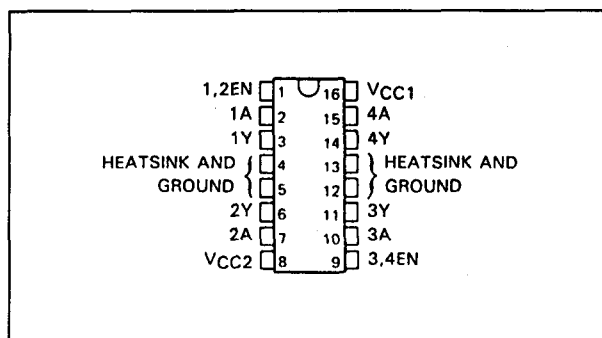 1,2EN 1 16 VCC1
1A 2 15 4A
1Y 3 14 4Y
HEATSINK AND 4 13 HEATSINK AND
GROUND 5 12 GROUND
2Y 6 11 3Y
2A 7 10 3A
VCC2 8 9 3,4EN